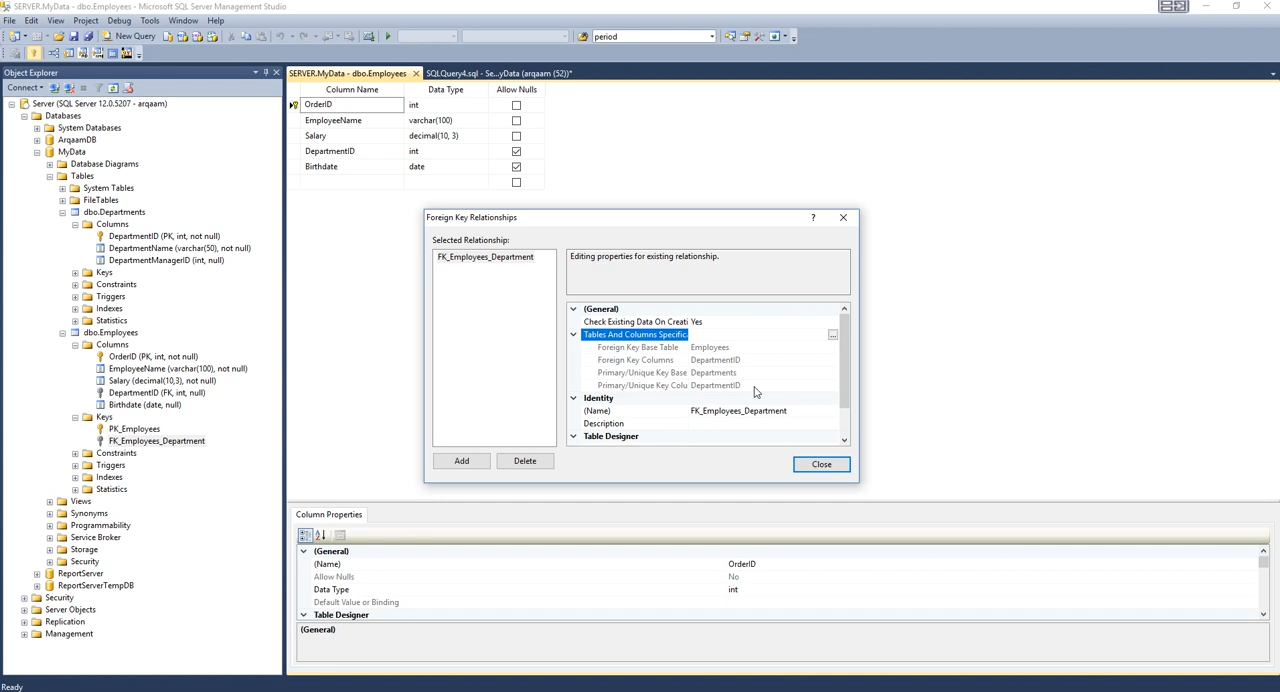 SERVER.MyData - dbo.Employees - Microsoft SQL Server Management Studio
File Edit View Project Debug Tools Window Help
New Query
period
Object Explorer
Connect
Server (SQL Server 12.0.5207 - arqaam)
Databases
System Databases
ArqaamDB
MyData
Database Diagrams
Tables
System Tables
FileTables
dbo.Departments
Columns
DepartmentID (PK, int, not null)
DepartmentName (varchar(50), not null)
DepartmentManagerID (int, null)
Keys
Constraints
Triggers
Indexes
Statistics
dbo.Employees
Columns
OrderID (PK, int, not null)
EmployeeName (varchar(100), not null)
Salary (decimal(10,3), not null)
DepartmentID (FK, int, null)
Birthdate (date, null)
Keys
PK_Employees
FK_Employees_Department
Constraints
Triggers
Indexes
Statistics
Views
Synonyms
Programmability
Service Broker
Storage
Security
ReportServer
ReportServerTempDB
Security
Server Objects
Replication
Management
SERVER.MyData - dbo.Employees SQLQuery4.sql - Se...yData (arqaam (52))*
Column Name Data Type Allow Nulls
OrderID int
EmployeeName varchar(100)
Salary decimal(10, 3)
DepartmentID int
Birthdate date
Foreign Key Relationships ?
Selected Relationship:
FK_Employees_Department
Editing properties for existing relationship.
(General)
Check Existing Data On Creati Yes
Tables And Columns Specific ...
Foreign Key Base Table Employees
Foreign Key Columns DepartmentID
Primary/Unique Key Base Departments
Primary/Unique Key Colu DepartmentID
Identity
(Name) FK_Employees_Department
Description
Table Designer
Add Delete Close
Column Properties
(General)
(Name) OrderID
Allow Nulls No
Data Type int
Default Value or Binding
Table Designer
(General)
Ready